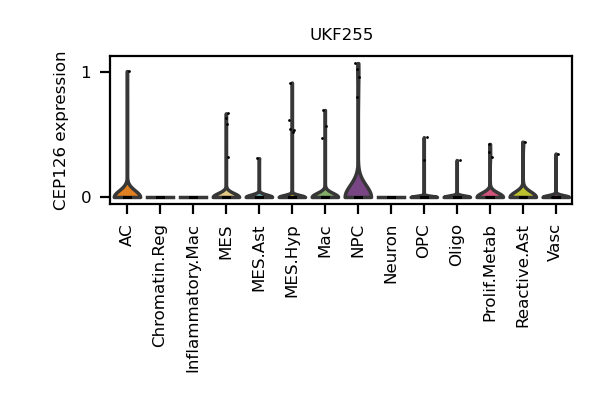 UKF255
CEP126 expression
1
0
AC
Chromatin.Reg
Inflammatory.Mac
MES
MES.Ast
MES.Hyp
Mac
NPC
Neuron
OPC
Oligo
Prolif.Metab
Reactive.Ast
Vasc